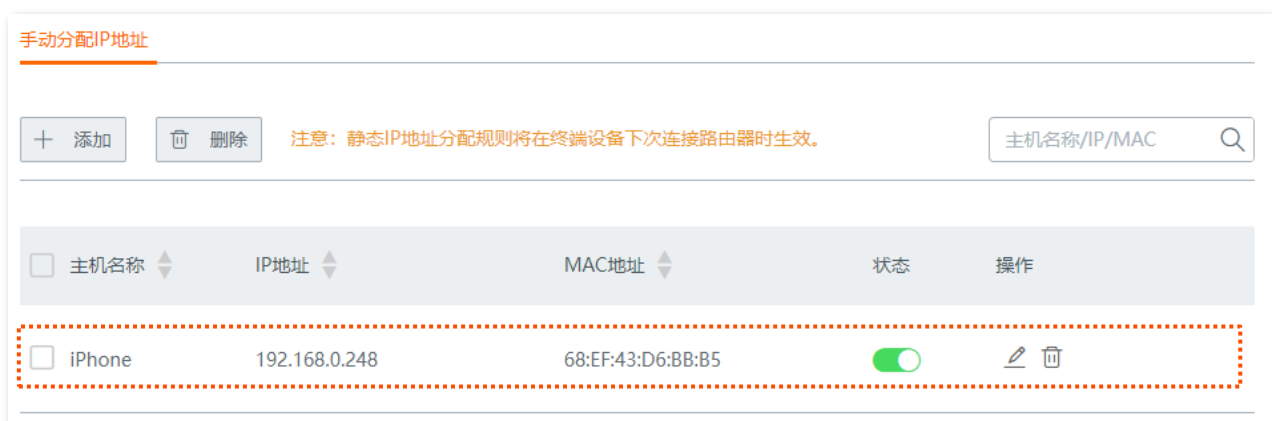 手动分配IP地址
添加 删除 注意：静态IP地址分配规则将在终端设备下次连接路由器时生效。 主机名称/IP/MAC
主机名称 IP地址 MAC地址 状态 操作
iPhone 192.168.0.248 68:EF:43:D6:BB:B5